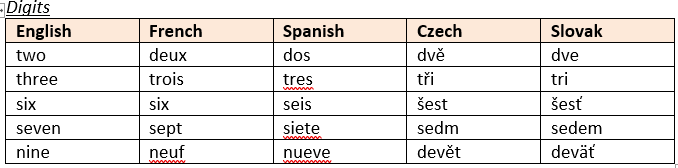 Digits
English French Spanish Czech Slovak
two deux dos dvě dve
three trois tres tři tri
six six seis šest šesť
seven sept siete sedm sedem
nine neuf nueve devět deväť